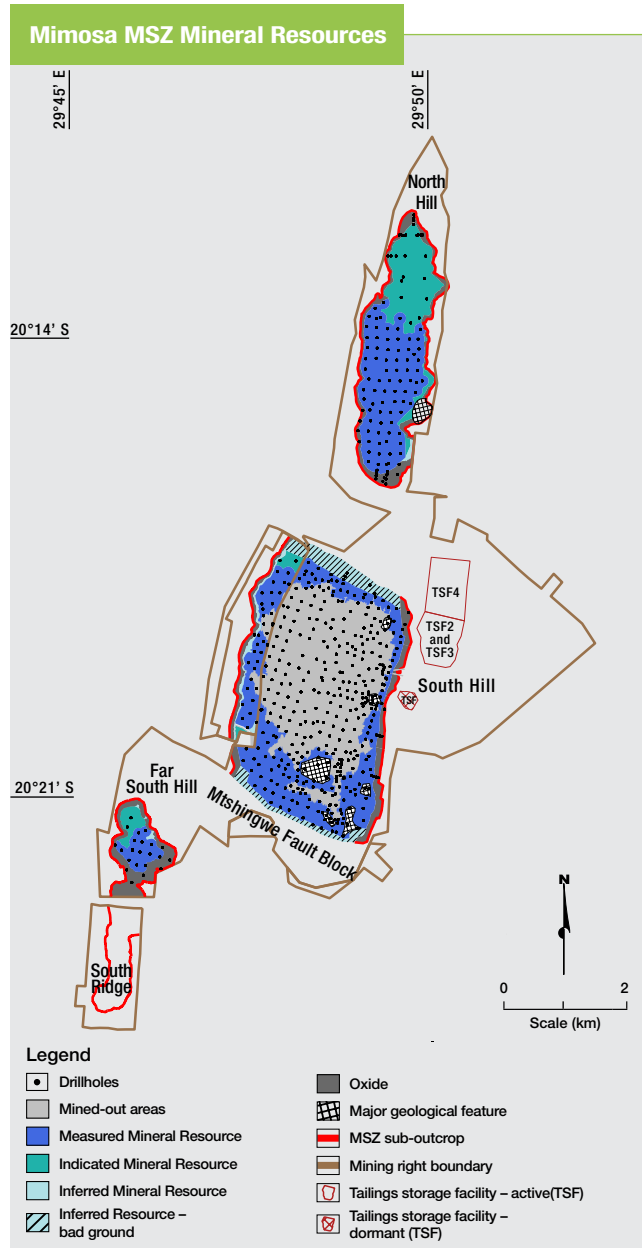 Mimosa MSZ Mineral Resources
29°45’ E
29°50’ E
North
Hill
20°14’ S
TSF4
TSF2
and
TSF3
South Hill
TSF
20°21’ S
Far
South Hill
Mtshingwe Fault Block
South
Ridge
N
0
2
Scale (km)
Legend
Drillholes
Mined-out areas
Measured Mineral Resource
Indicated Mineral Resource
Inferred Mineral Resource
Inferred Resource –
bad ground
Oxide
Major geological feature
MSZ sub-outcrop
Mining right boundary
Tailings storage facility – active(TSF)
Tailings storage facility –
dormant (TSF)